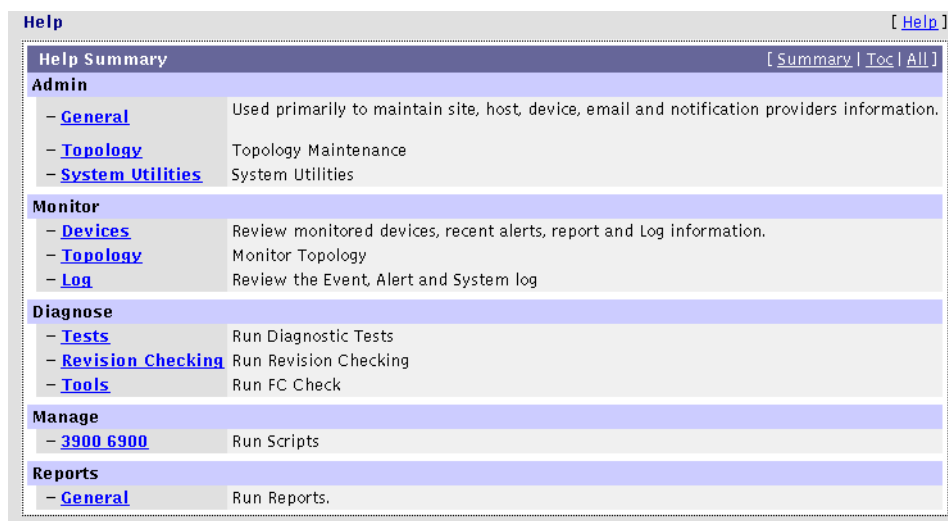 Help [ Help ]
Help Summary [ Summary | Toc | All ]
Admin
– General Used primarily to maintain site, host, device, email and notification providers information.
– Topology Topology Maintenance
– System Utilities System Utilities
Monitor
– Devices Review monitored devices, recent alerts, report and Log information.
– Topology Monitor Topology
– Log Review the Event, Alert and System log
Diagnose
– Tests Run Diagnostic Tests
– Revision Checking Run Revision Checking
– Tools Run FC Check
Manage
– 3900 6900 Run Scripts
Reports
– General Run Reports.